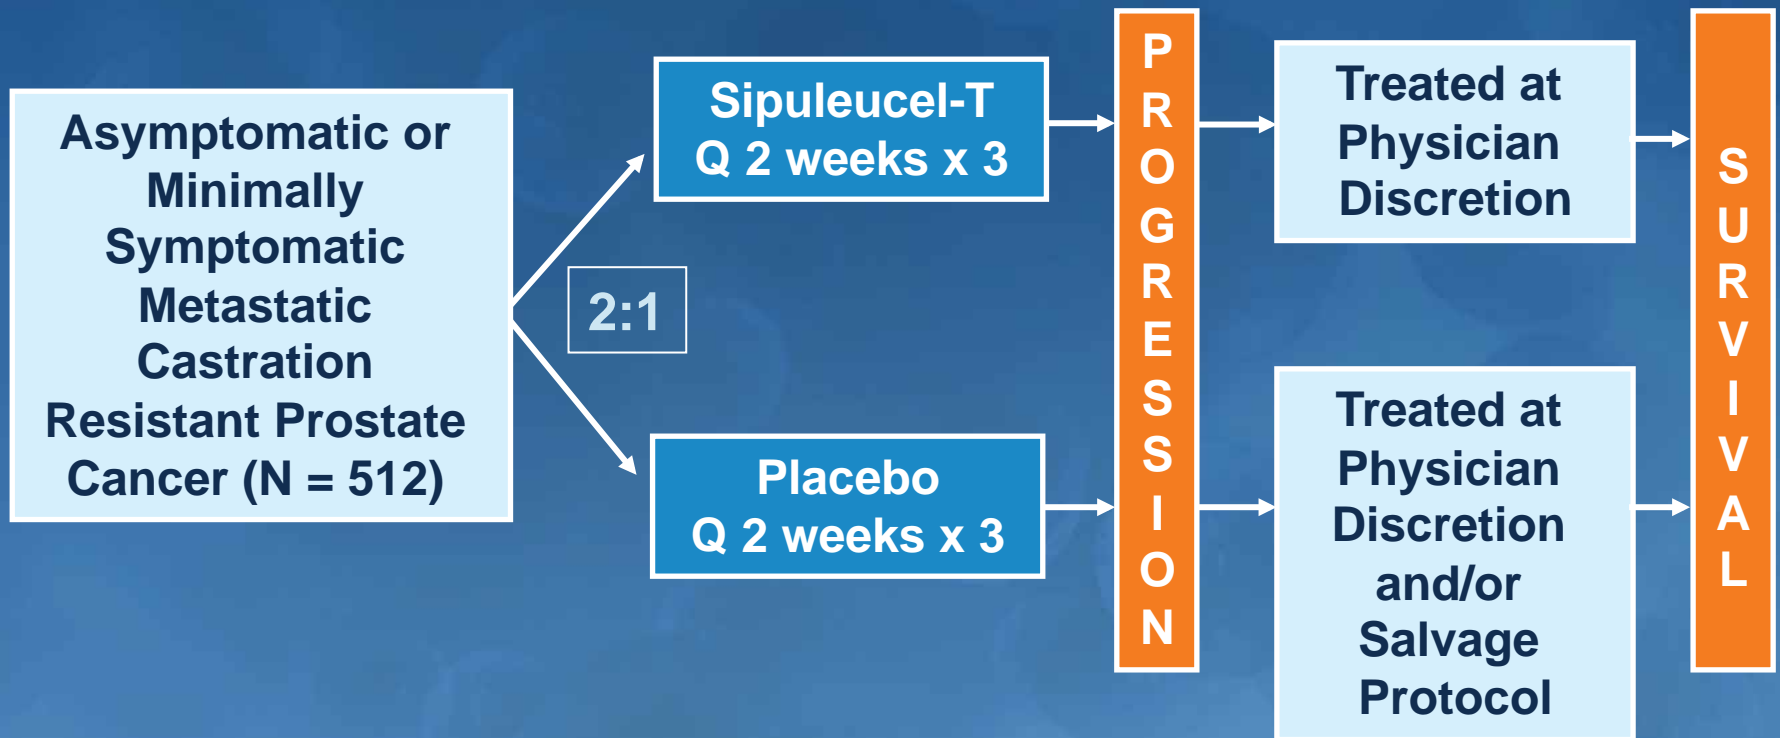 Asymptomatic or
Minimally
Symptomatic
Metastatic
Castration
Resistant Prostate
Cancer (N = 512)
2:1
Sipuleucel-T
Q 2 weeks x 3
Placebo
Q 2 weeks x 3
PROGRESSION
Treated at
Physician
Discretion
Treated at
Physician
Discretion
and/or
Salvage
Protocol
SURVIVAL